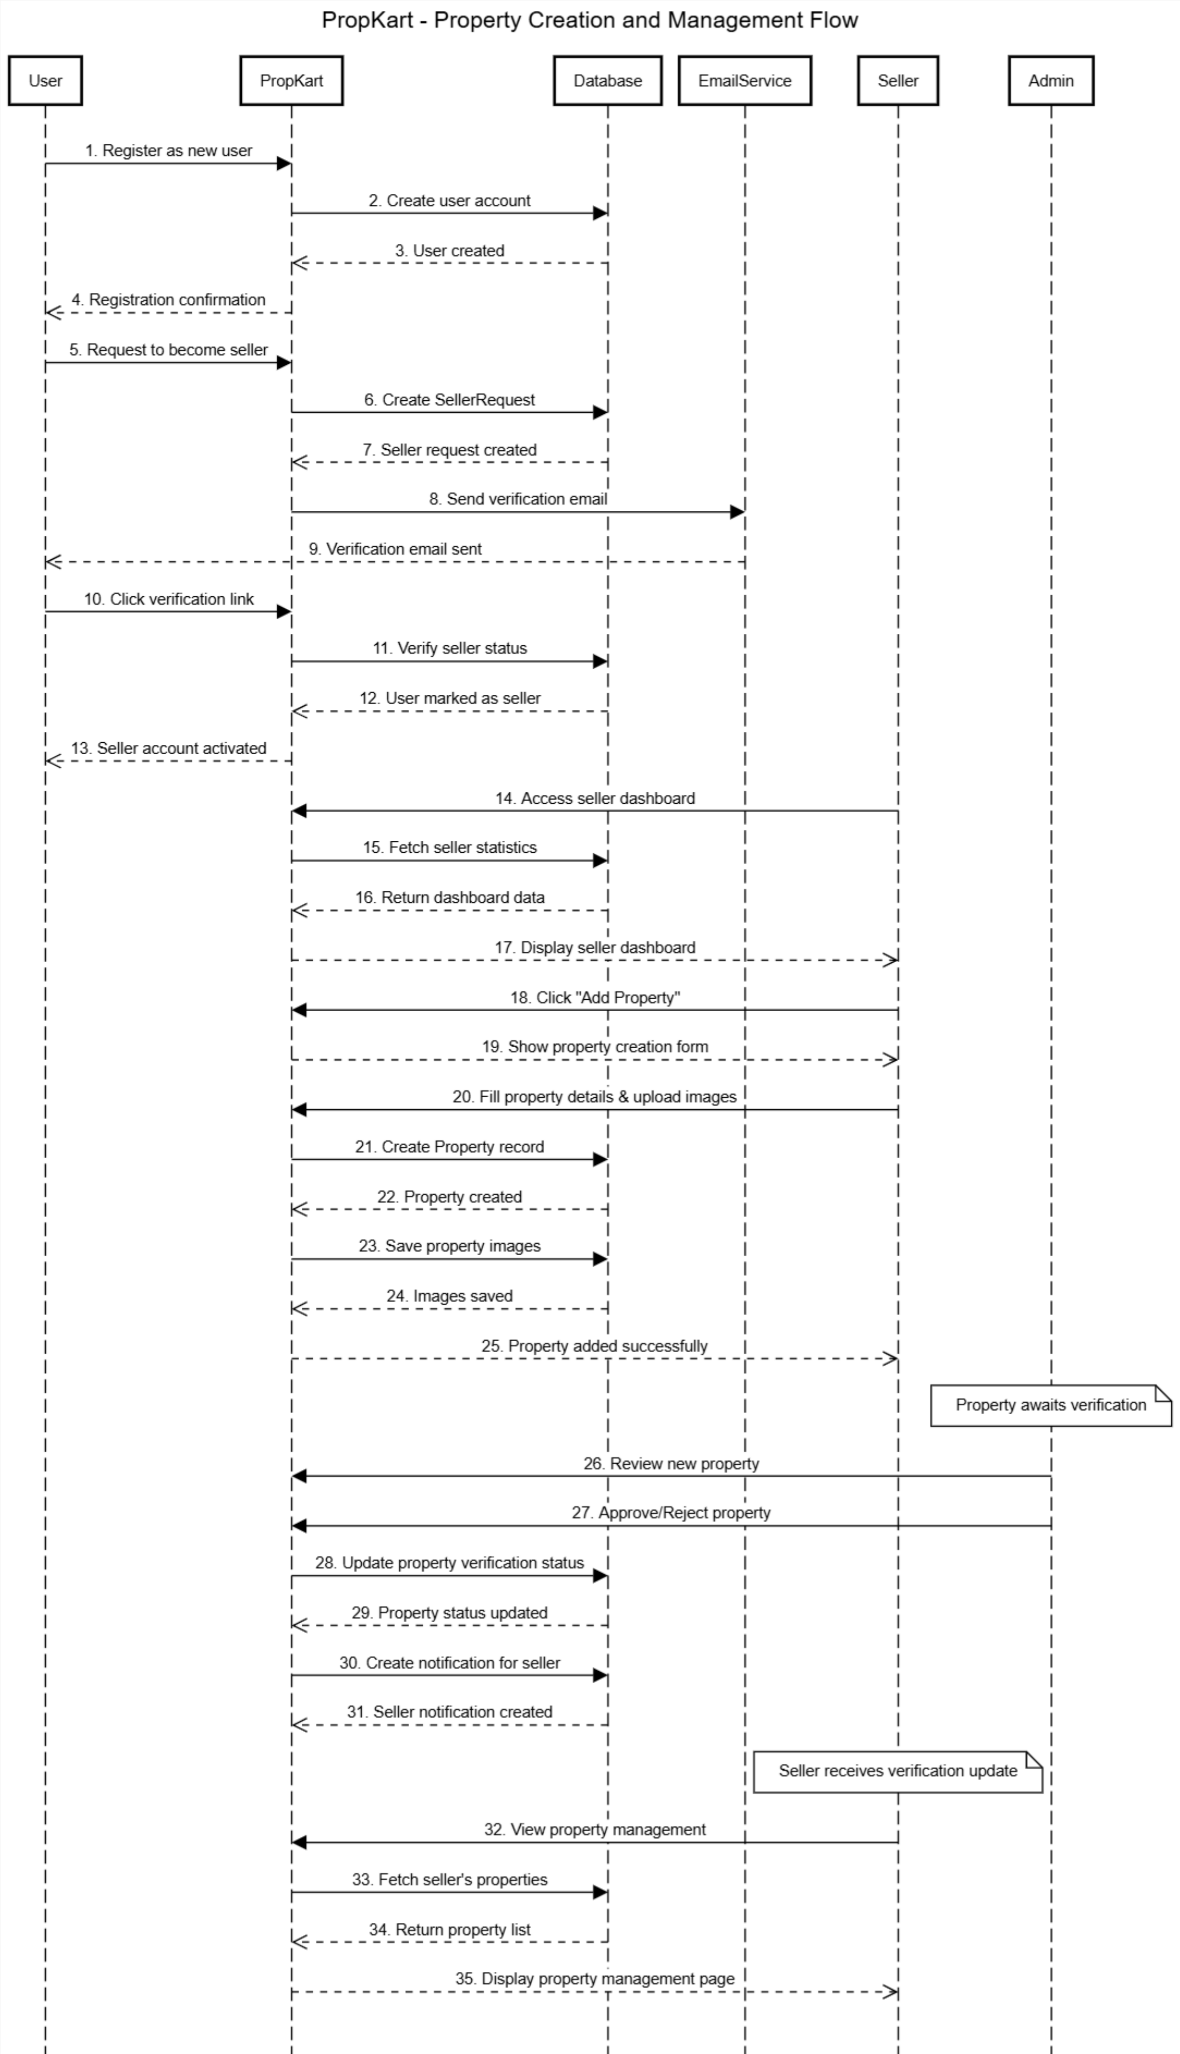 PropKart - Property Creation and Management Flow
User
PropKart
Database
EmailService
Seller
Admin
1. Register as new user
2. Create user account
3. User created
4. Registration confirmation
5. Request to become seller
6. Create SellerRequest
7. Seller request created
8. Send verification email
9. Verification email sent
10. Click verification link
11. Verify seller status
12. User marked as seller
13. Seller account activated
14. Access seller dashboard
15. Fetch seller statistics
16. Return dashboard data
17. Display seller dashboard
18. Click "Add Property"
19. Show property creation form
20. Fill property details & upload images
21. Create Property record
22. Property created
23. Save property images
24. Images saved
25. Property added successfully
Property awaits verification
26. Review new property
27. Approve/Reject property
28. Update property verification status
29. Property status updated
30. Create notification for seller
31. Seller notification created
Seller receives verification update
32. View property management
33. Fetch seller's properties
34. Return property list
35. Display property management page